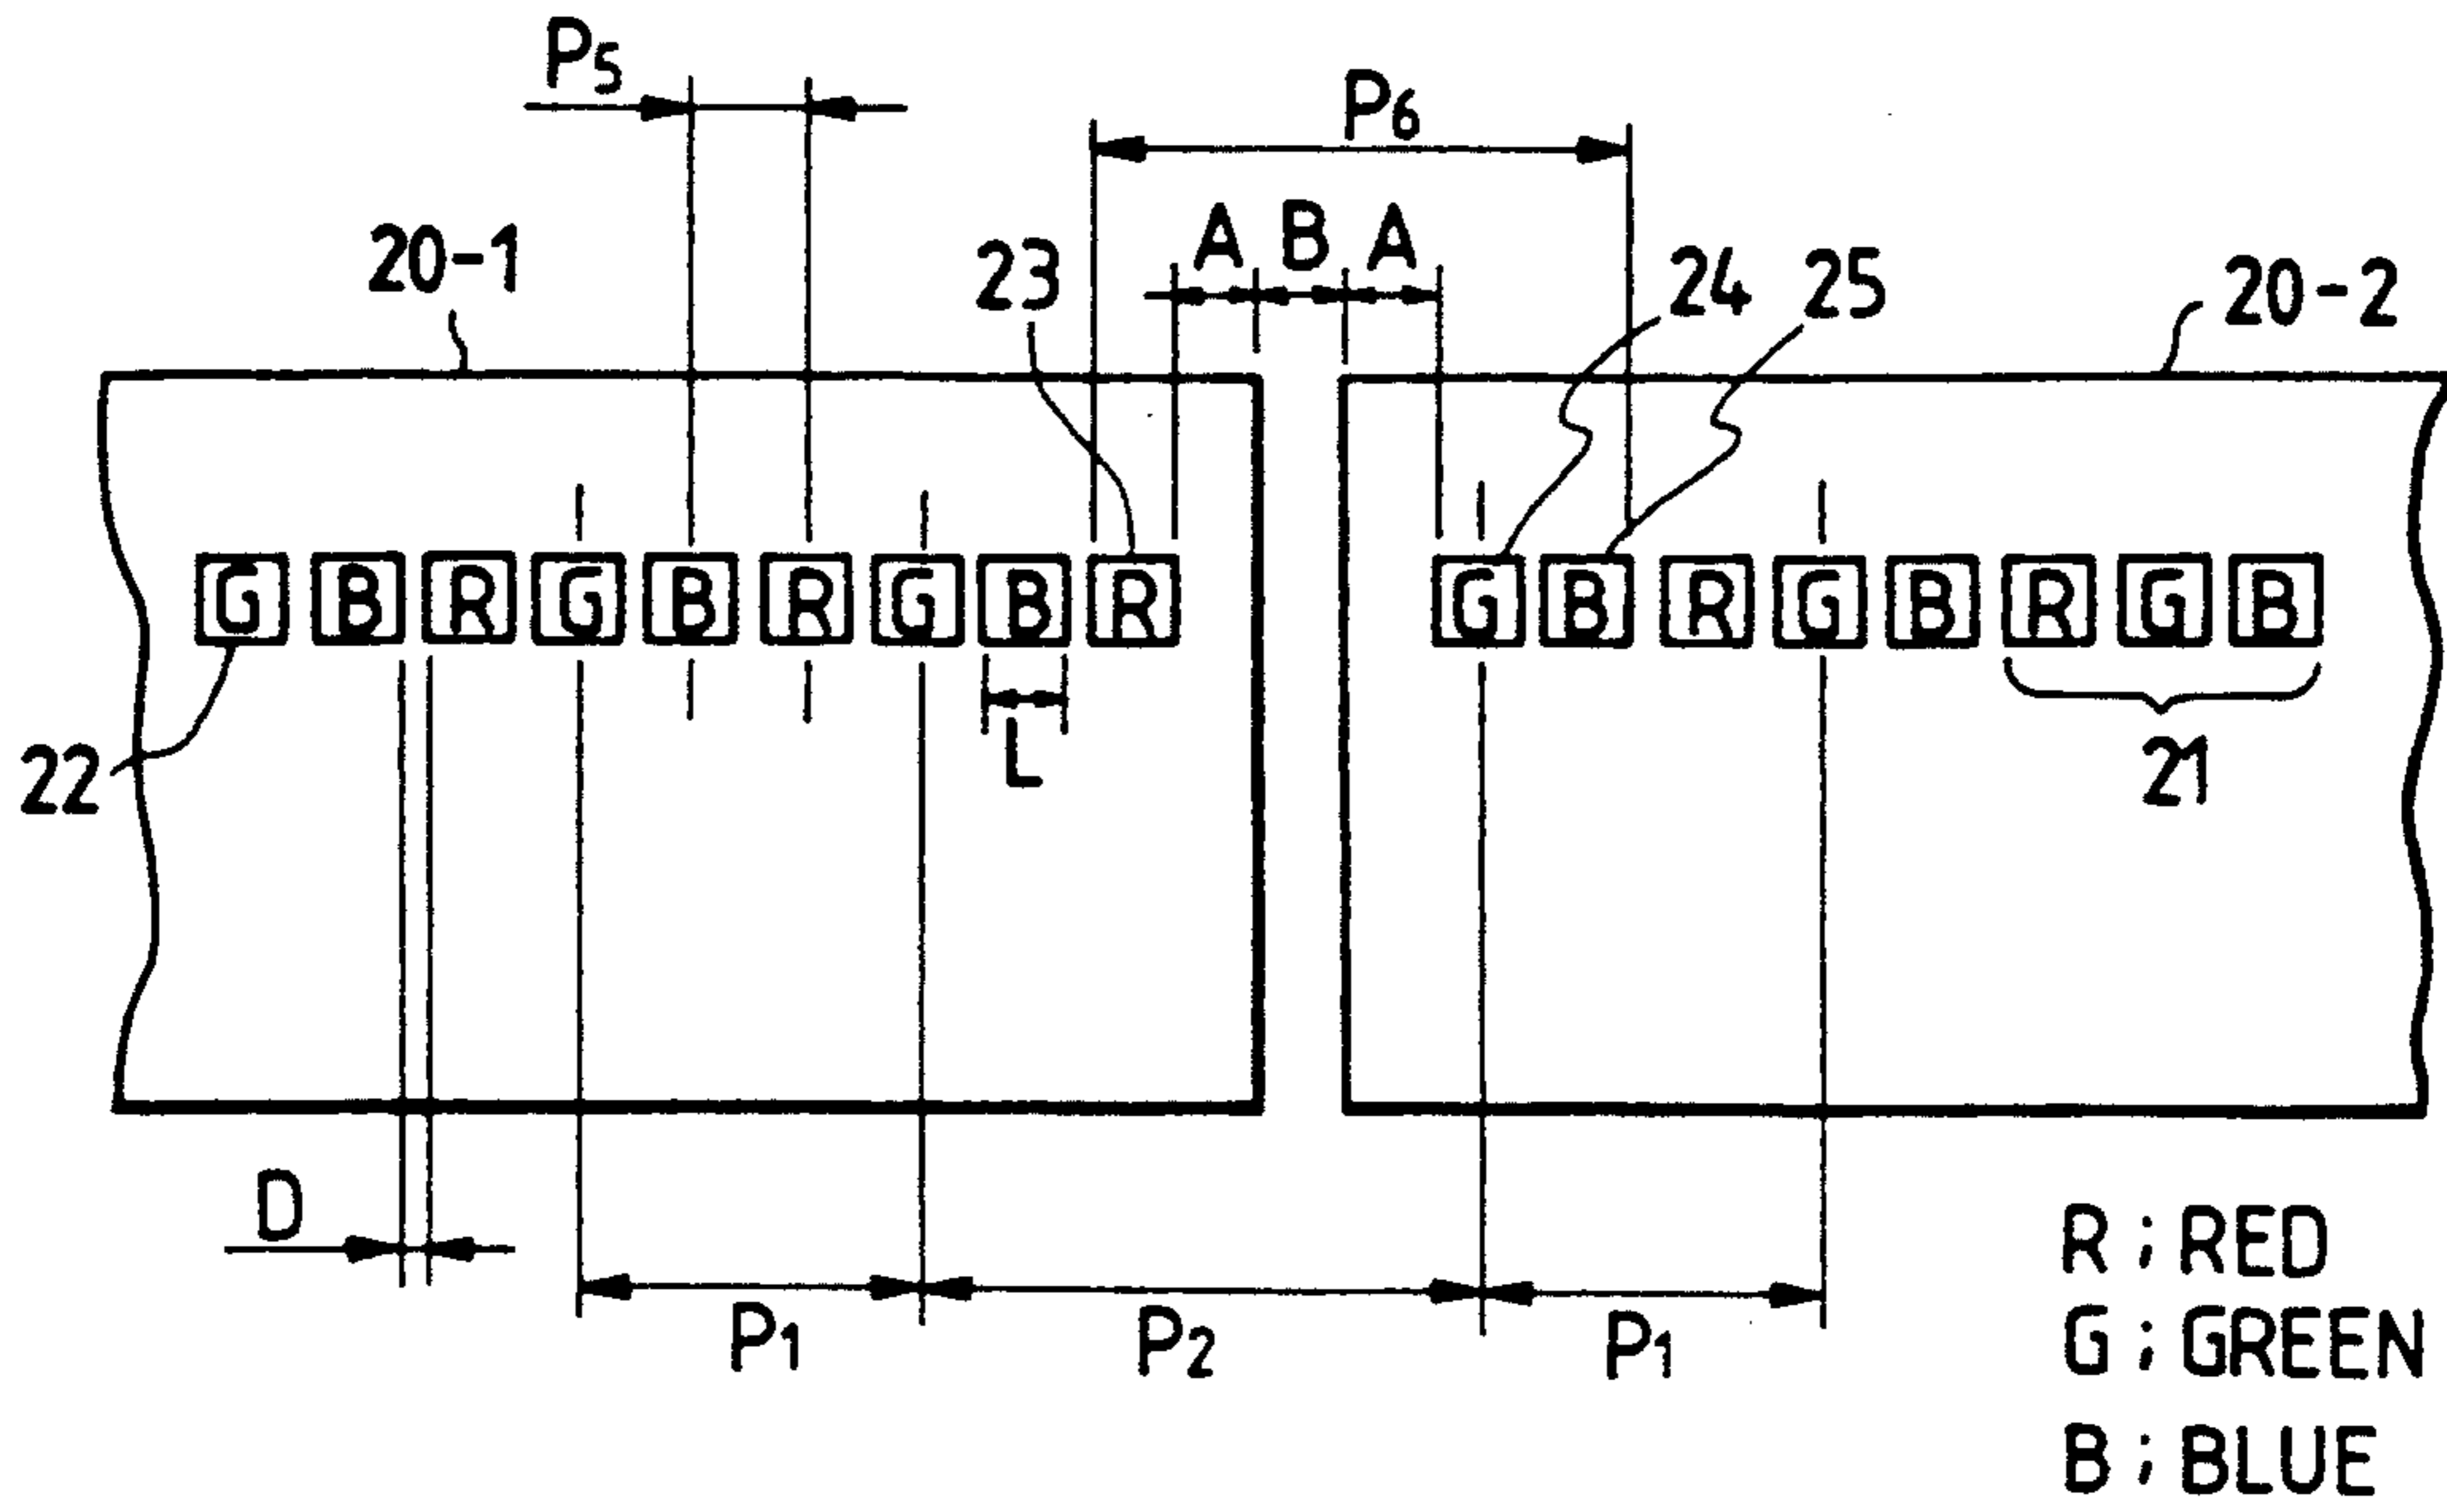 P5
P6
A B A
20-1
23
24
25
20-2
G B R G B R G B R
G B R G B R G B
L
22
21
D
P1
P2
P1
R ; RED
G ; GREEN
B ; BLUE